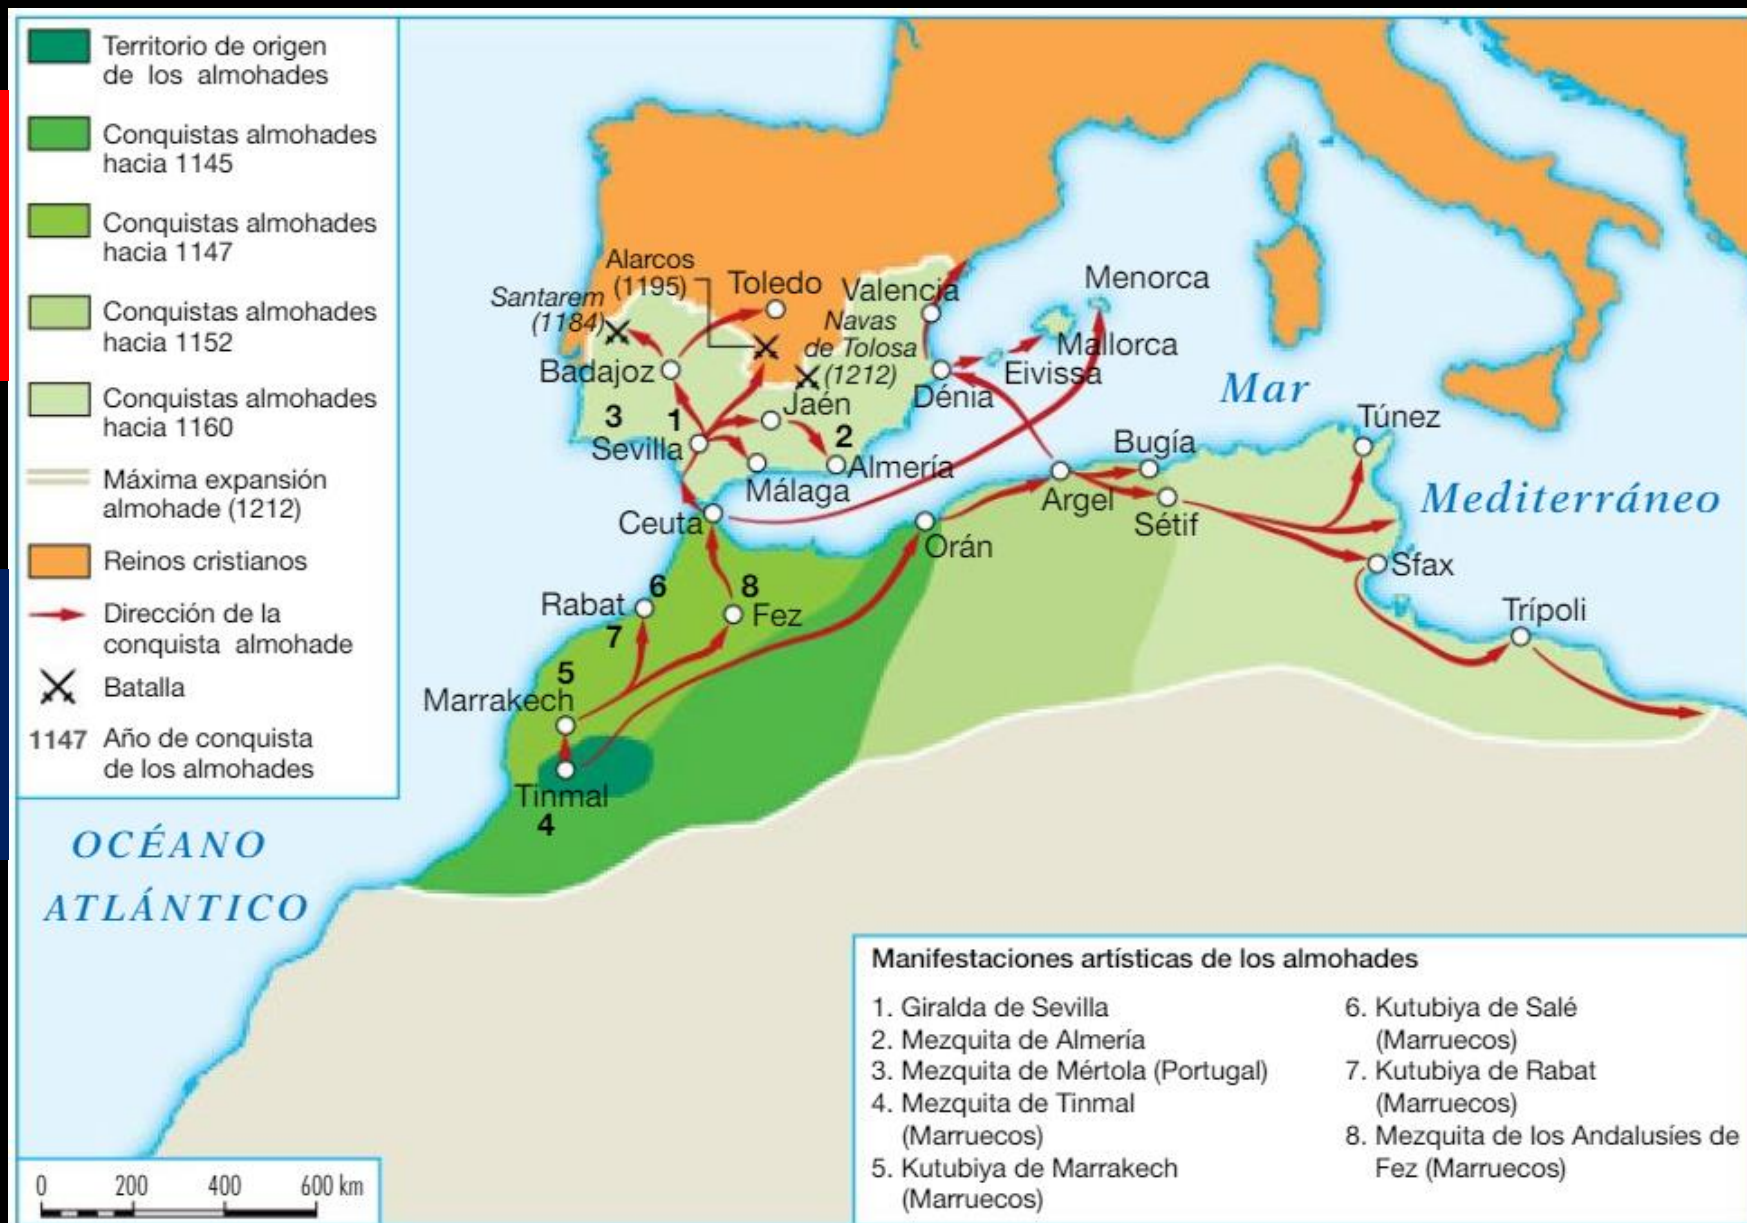 Territorio de origen
de los almohades
Conquistas almohades
hacia 1145
Conquistas almohades
hacia 1147
Conquistas almohades
hacia 1152
Conquistas almohades
hacia 1160
Máxima expansión
almohade (1212)
Reinos cristianos
Dirección de la
conquista almohade
Batalla
1147 Año de conquista
de los almohades
Alarcos
(1195)
Santarem
(1184)
Toledo
Valencia
Navas
de Tolosa
(1212)
Menorca
Mallorca
Eivissa
Badajoz
Dénia
Jaén
3
1
2
Sevilla
Almería
Málaga
Mar
Mediterráneo
Túnez
Bugía
Argel
Sétif
Ceuta
Orán
Sfax
Trípoli
Rabat
6
7
8
Fez
5
Marrakech
Tinmal
4
OCÉANO
ATLÁNTICO
Manifestaciones artísticas de los almohades
1. Giralda de Sevilla
2. Mezquita de Almería
3. Mezquita de Mértola (Portugal)
4. Mezquita de Tinmal
(Marruecos)
5. Kutubiya de Marrakech
(Marruecos)
6. Kutubiya de Salé
(Marruecos)
7. Kutubiya de Rabat
(Marruecos)
8. Mezquita de los Andalusíes de
Fez (Marruecos)
0 200 400 600 km